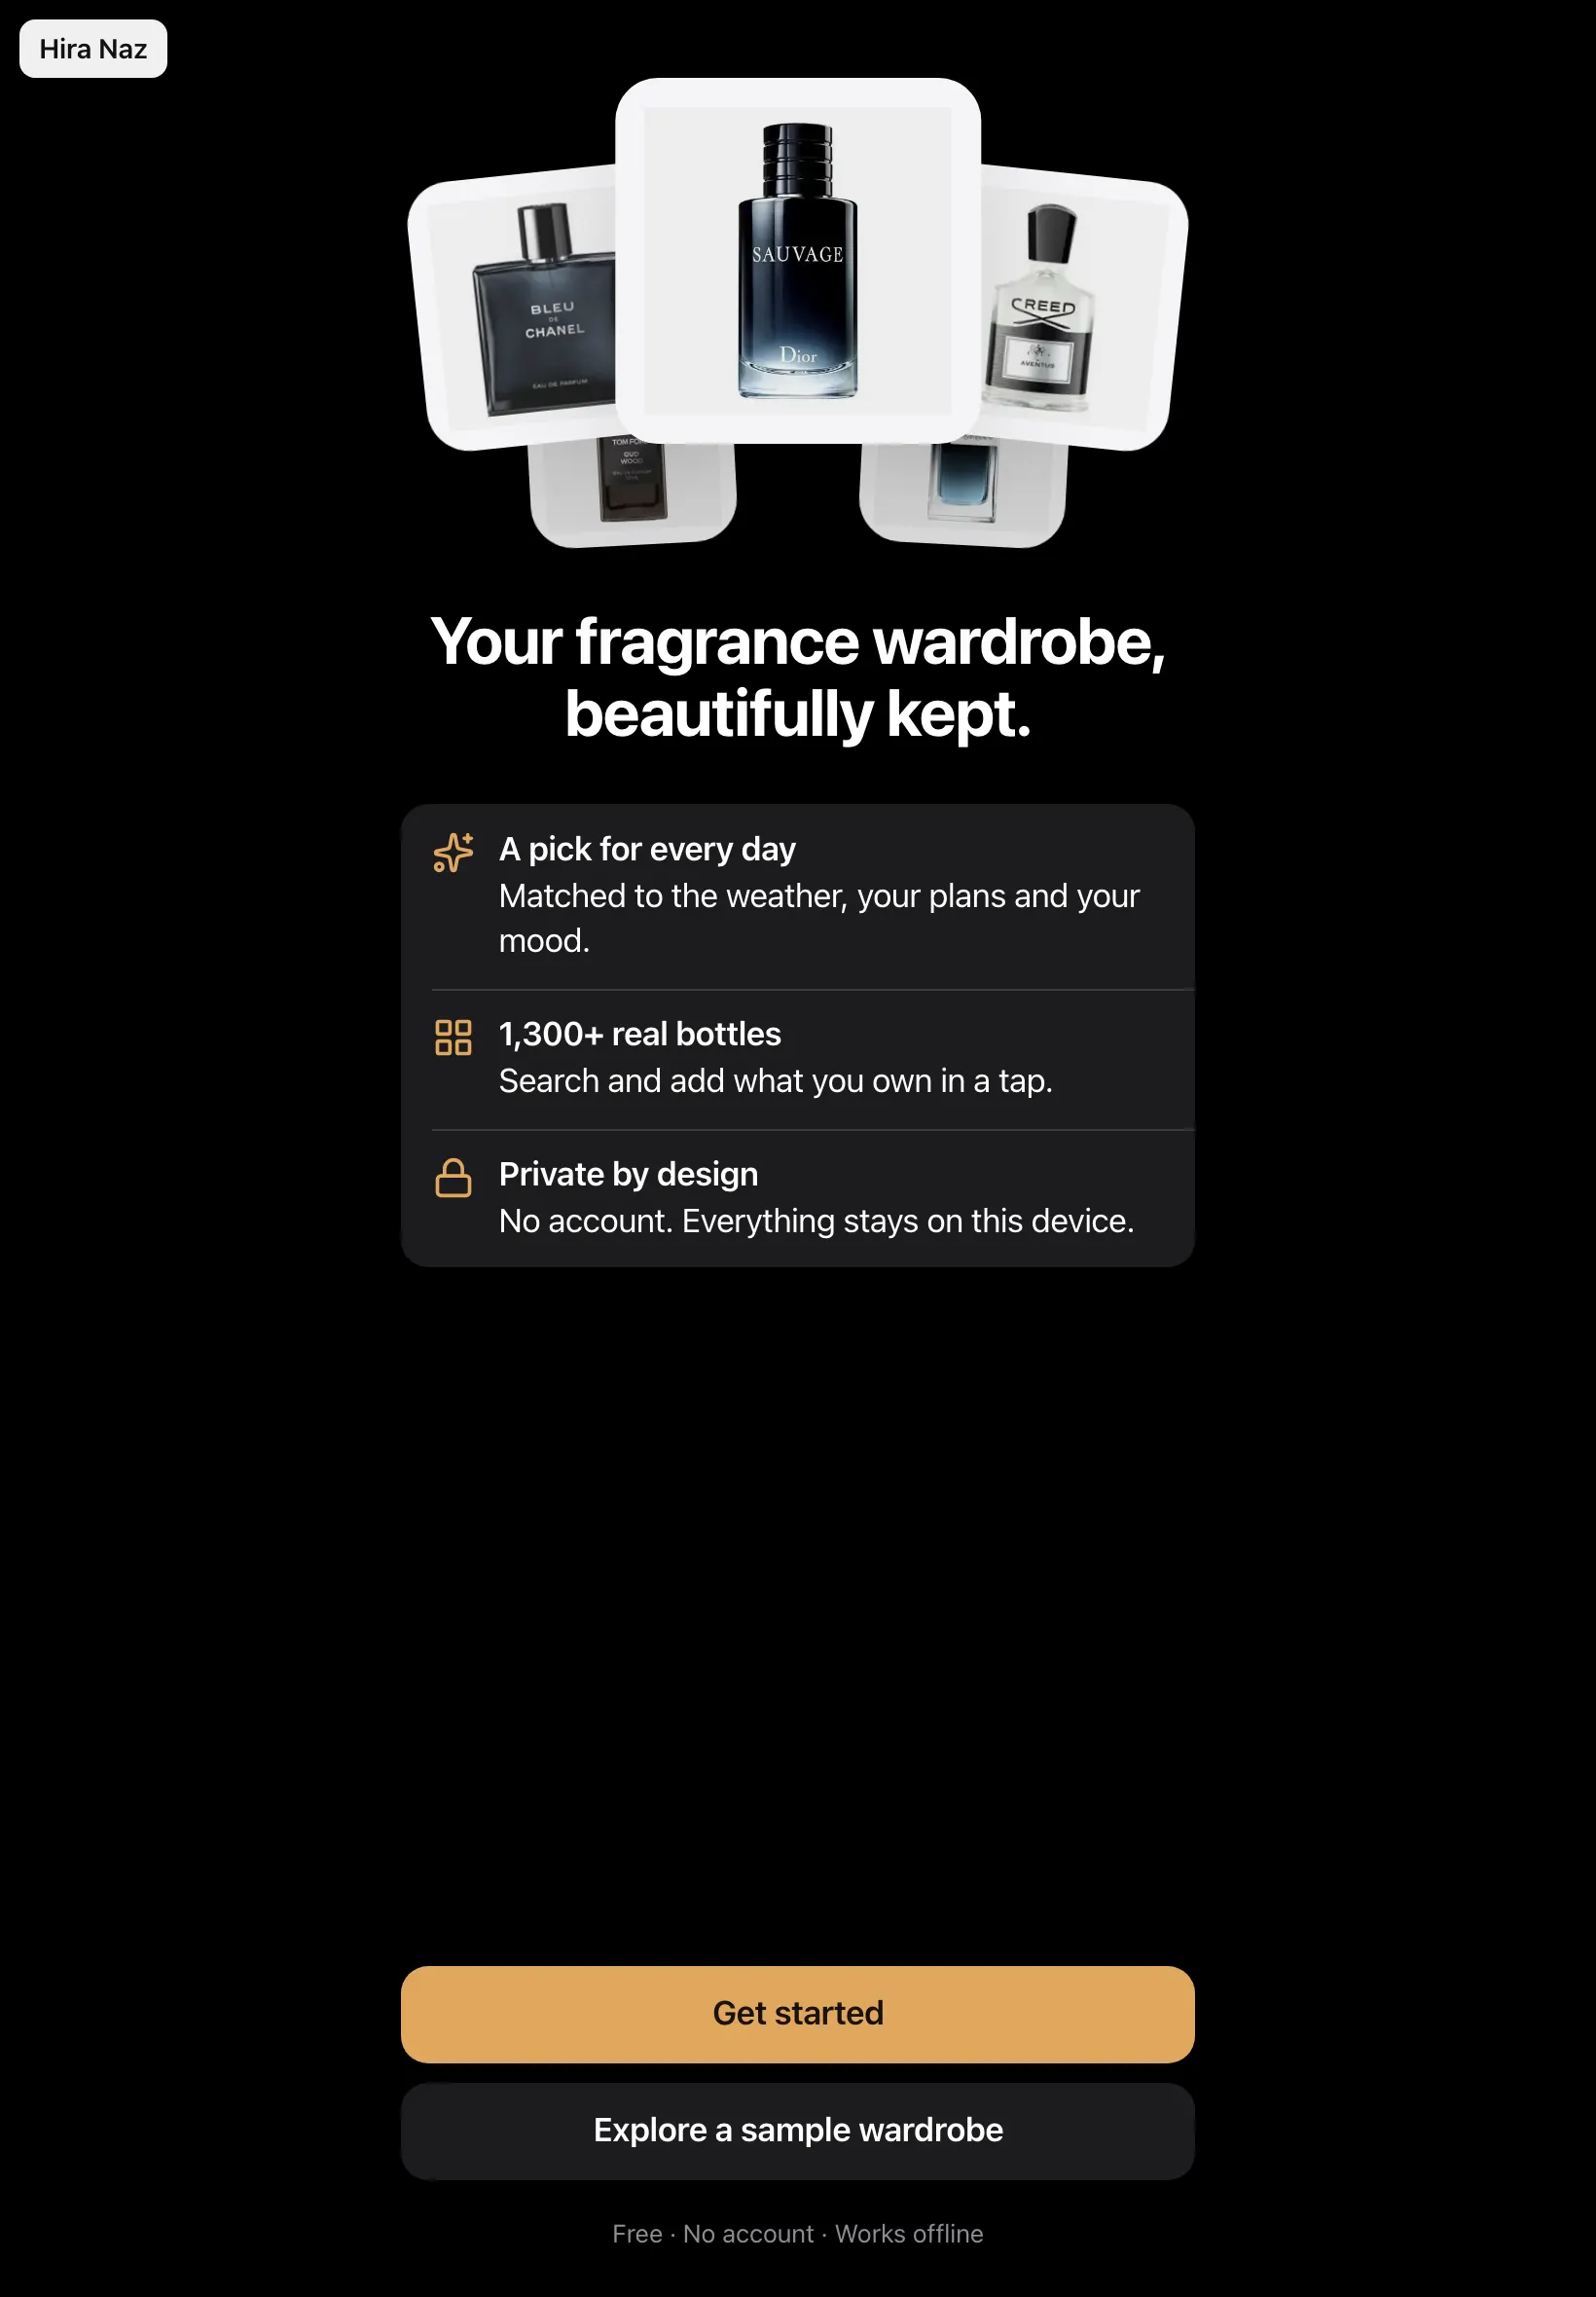 Hira Naz
SAUVAGE
Dior
BLEU
DE
CHANEL
EAU DE PARFUM
CREED
AVENTUS
OUD
WOOD
Your fragrance wardrobe,
beautifully kept.
A pick for every day
Matched to the weather, your plans and your
mood.
1,300+ real bottles
Search and add what you own in a tap.
Private by design
No account. Everything stays on this device.
Get started
Explore a sample wardrobe
Free · No account · Works offline